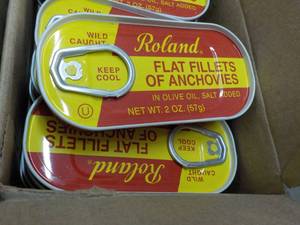 WILD
CAUGHT
KEEP
COOL
Roland®
FLAT FILLETS
OF ANCHOVIES
IN OLIVE OIL, SALT ADDED
NET WT. 2 OZ. (57g)
U
FLAT FILLETS
OF ANCHOVIES
Roland
KEEP
COOL
WILD
CAUGHT